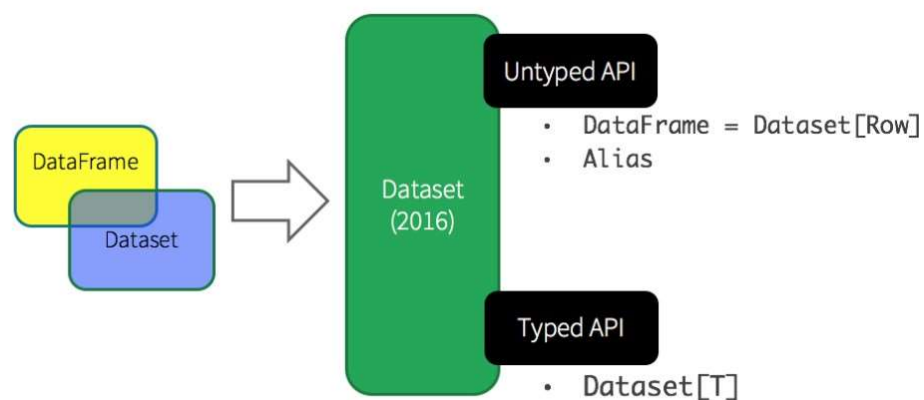 DataFrame
Dataset
Dataset
(2016)
Untyped API
• DataFrame = Dataset[Row]
• Alias
Typed API
• Dataset[T]